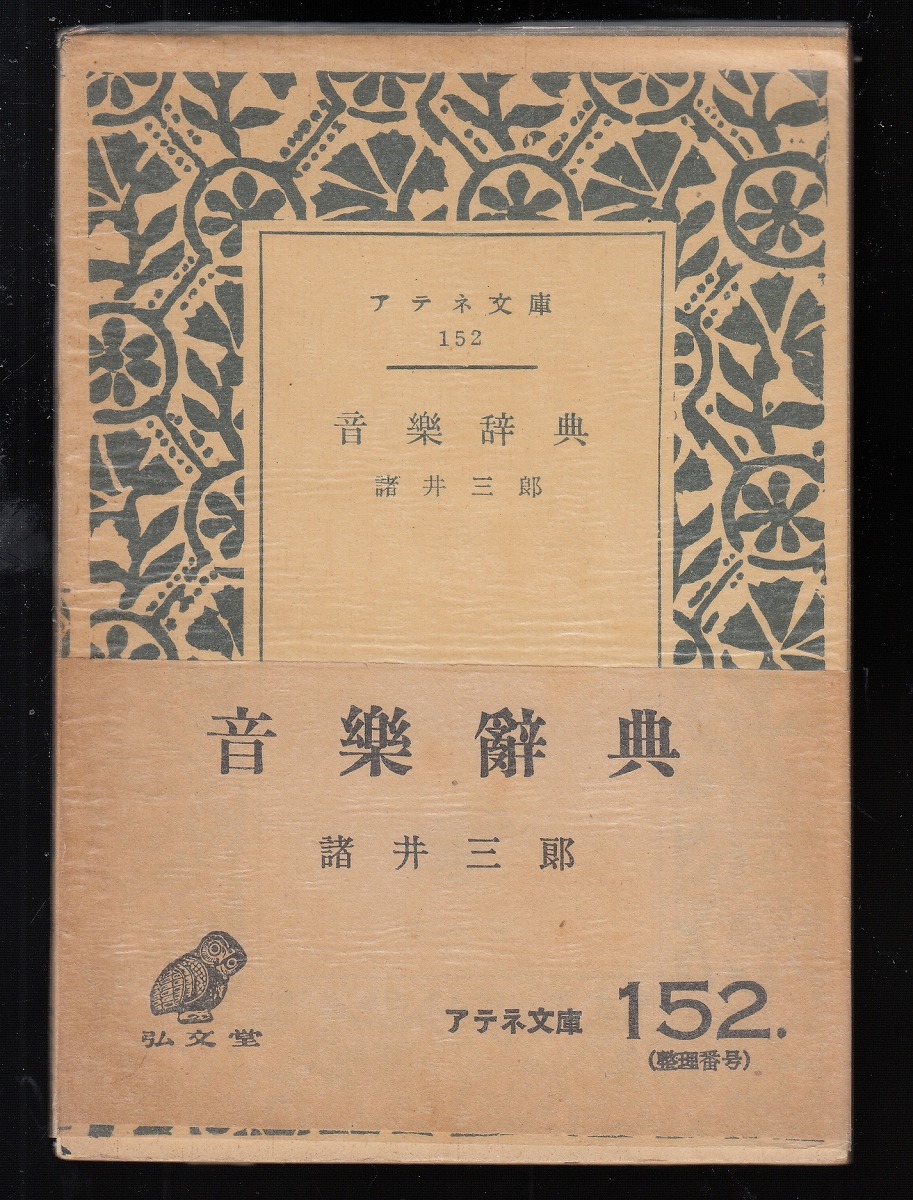 アテネ文庫
152
音樂辞典
諸井三郎
音樂辭典
諸井三郎
弘文堂
アテネ文庫 152.
(整理番号)